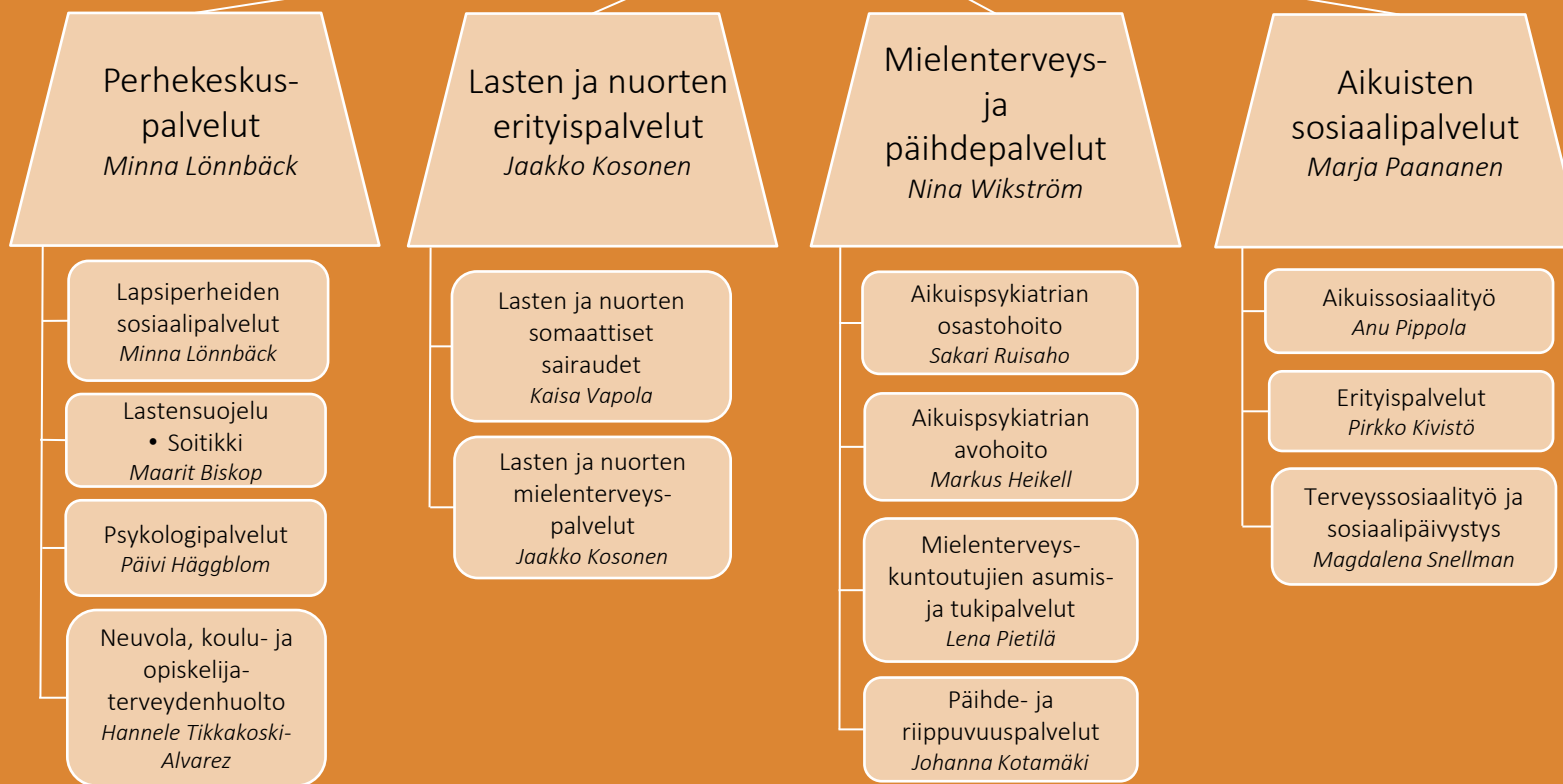 Perhekeskus-
palvelut
Minna Lönnbäck
Lapsiperheiden
sosiaalipalvelut
Minna Lönnbäck
Lastensuojelu
• Soitikki
Maarit Biskop
Psykologipalvelut
Päivi Häggblom
Neuvola, koulu- ja
opiskelija-
terveydenhuolto
Hannele Tikkakoski-
Alvarez
Lasten ja nuorten
erityispalvelut
Jaakko Kosonen
Lasten ja nuorten
somaattiset
sairaudet
Kaisa Vapola
Lasten ja nuorten
mielenterveys-
palvelut
Jaakko Kosonen
Mielenterveys-
ja
päihdepalvelut
Nina Wikström
Aikuispsykiatrian
osastohoito
Sakari Ruisaho
Aikuispsykiatrian
avohoito
Markus Heikell
Mielenterveys-
kuntoutujien asumis-
ja tukipalvelut
Lena Pietilä
Päihde- ja
riippuvuuspalvelut
Johanna Kotamäki
Aikuisten
sosiaalipalvelut
Marja Paananen
Aikuissosiaalityö
Anu Pippola
Erityispalvelut
Pirkko Kivistö
Terveyssosiaalityö ja
sosiaalipäivystys
Magdalena Snellman